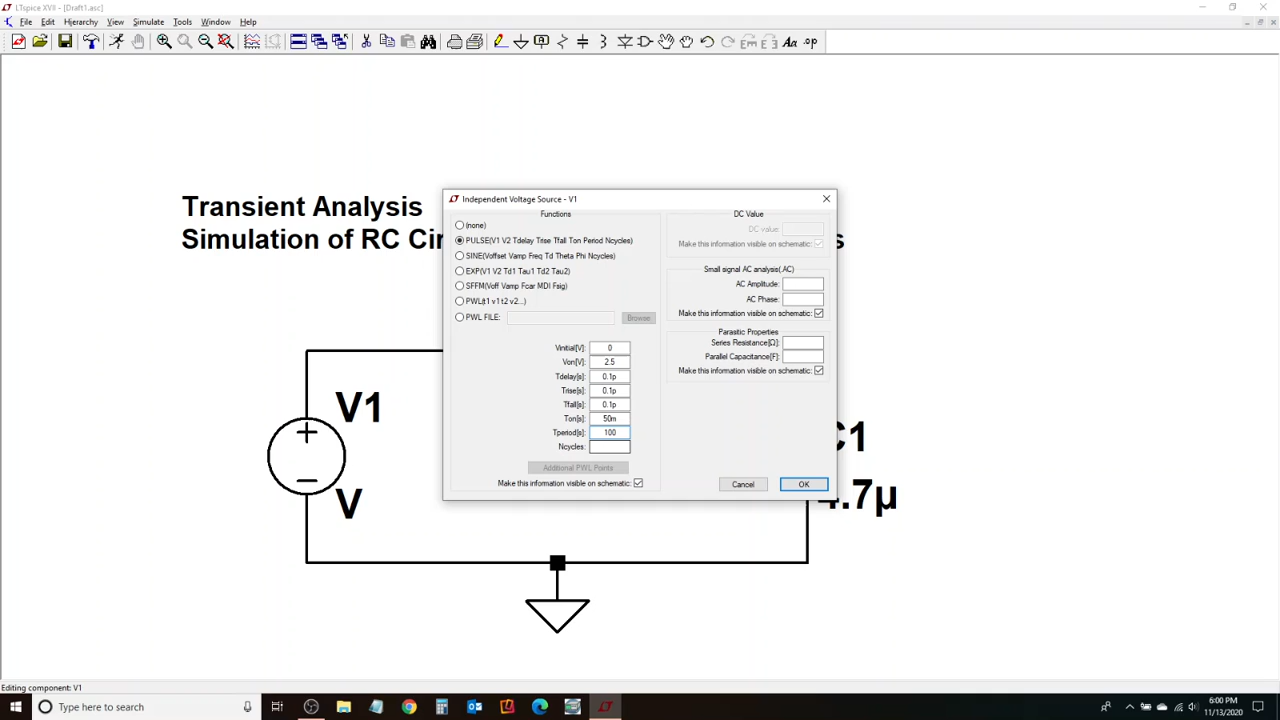 LTspice XVII - [Draft1.asc]
File Edit Hierarchy View Simulate Tools Window Help
Aa .op
Transient Analysis
Simulation of RC Cir
s
V1
V
C1
4.7µ
Independent Voltage Source - V1
Functions
(none)
PULSE(V1 V2 Tdelay Trise Tfall Ton Period Ncycles)
SINE(Voffset Vamp Freq Td Theta Phi Ncycles)
EXP(V1 V2 Td1 Tau1 Td2 Tau2)
SFFM(Voff Vamp Fcar MDI Fsig)
PWL(t1 v1 t2 v2...)
PWL FILE: Browse
Vinitial[V]: 0
Von[V]: 2.5
Tdelay[s]: 0.1p
Trise[s]: 0.1p
Tfall[s]: 0.1p
Ton[s]: 50m
Tperiod[s]: 100
Ncycles:
Additional PWL Points
Make this information visible on schematic:
DC Value
DC value:
Make this information visible on schematic:
Small signal AC analysis(.AC)
AC Amplitude:
AC Phase:
Make this information visible on schematic:
Parasitic Properties
Series Resistance[Ω]:
Parallel Capacitance[F]:
Make this information visible on schematic:
Cancel OK
Editing component: V1
Type here to search
6:00 PM
11/13/2020